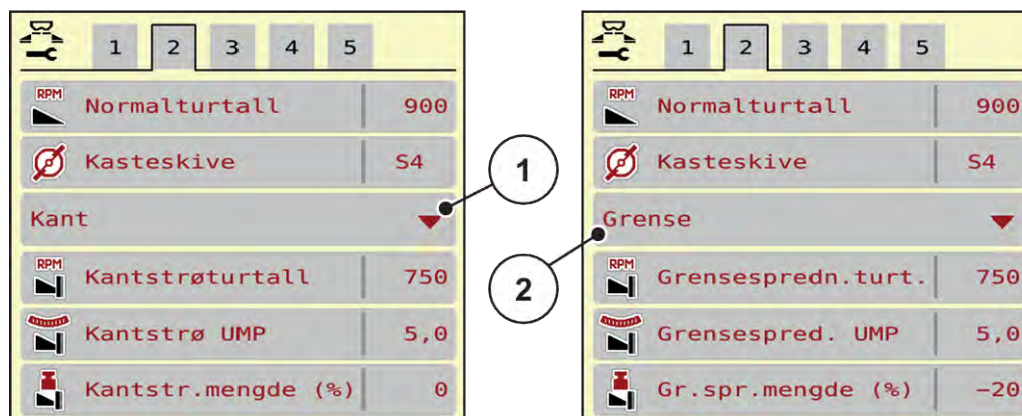 1 2 3 4 5
RPM
Normalturtall 900
Kasteskive S4
Kant
RPM
Kantstrøturtall 750
Kantstrø UMP 5,0
Kantstr.mengde (%) 0
1
2
1 2 3 4 5
RPM
Normalturtall 900
Kasteskive S4
Grense
RPM
Grensespredn.turt. 750
Grensespred. UMP 5,0
Gr.spr.mengde (%) -20